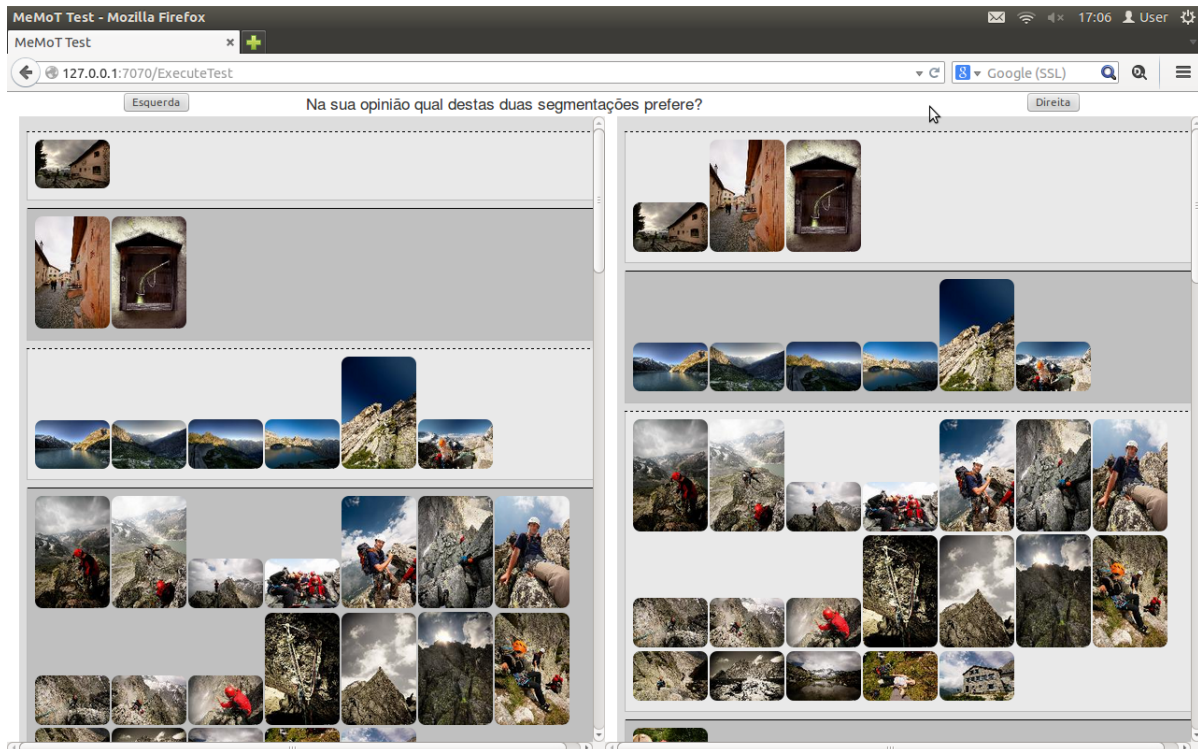 MeMoT Test - Mozilla Firefox
17:06 User
MeMoT Test
127.0.0.1:7070/ExecuteTest
Google (SSL)
Esquerda
Na sua opinião qual destas duas segmentações prefere?
Direita